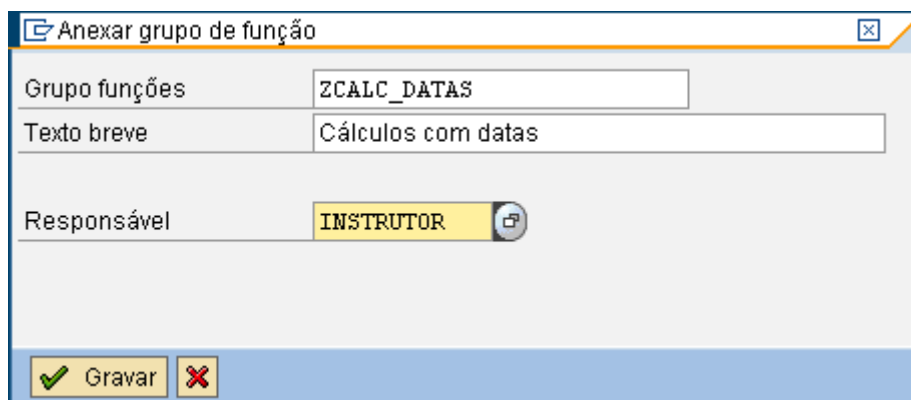 Anexar grupo de função
Grupo funções ZCALC_DATAS
Texto breve Cálculos com datas
Responsável INSTRUTOR
Gravar